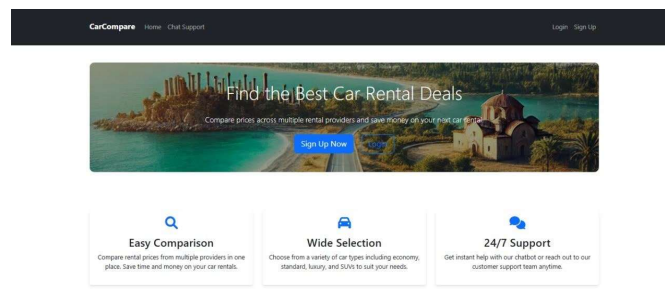 CarCompare Home Chat Support Login Sign Up
Find the Best Car Rental Deals
Compare prices across multiple rental providers and save money on your next car rental
Sign Up Now Login
Easy Comparison
Compare rental prices from multiple providers in one
place. Save time and money on your car rentals.
Wide Selection
Choose from a variety of car types including economy,
standard, luxury, and SUVs to suit your needs.
24/7 Support
Get instant help with our chatbot or reach out to our
customer support team anytime.